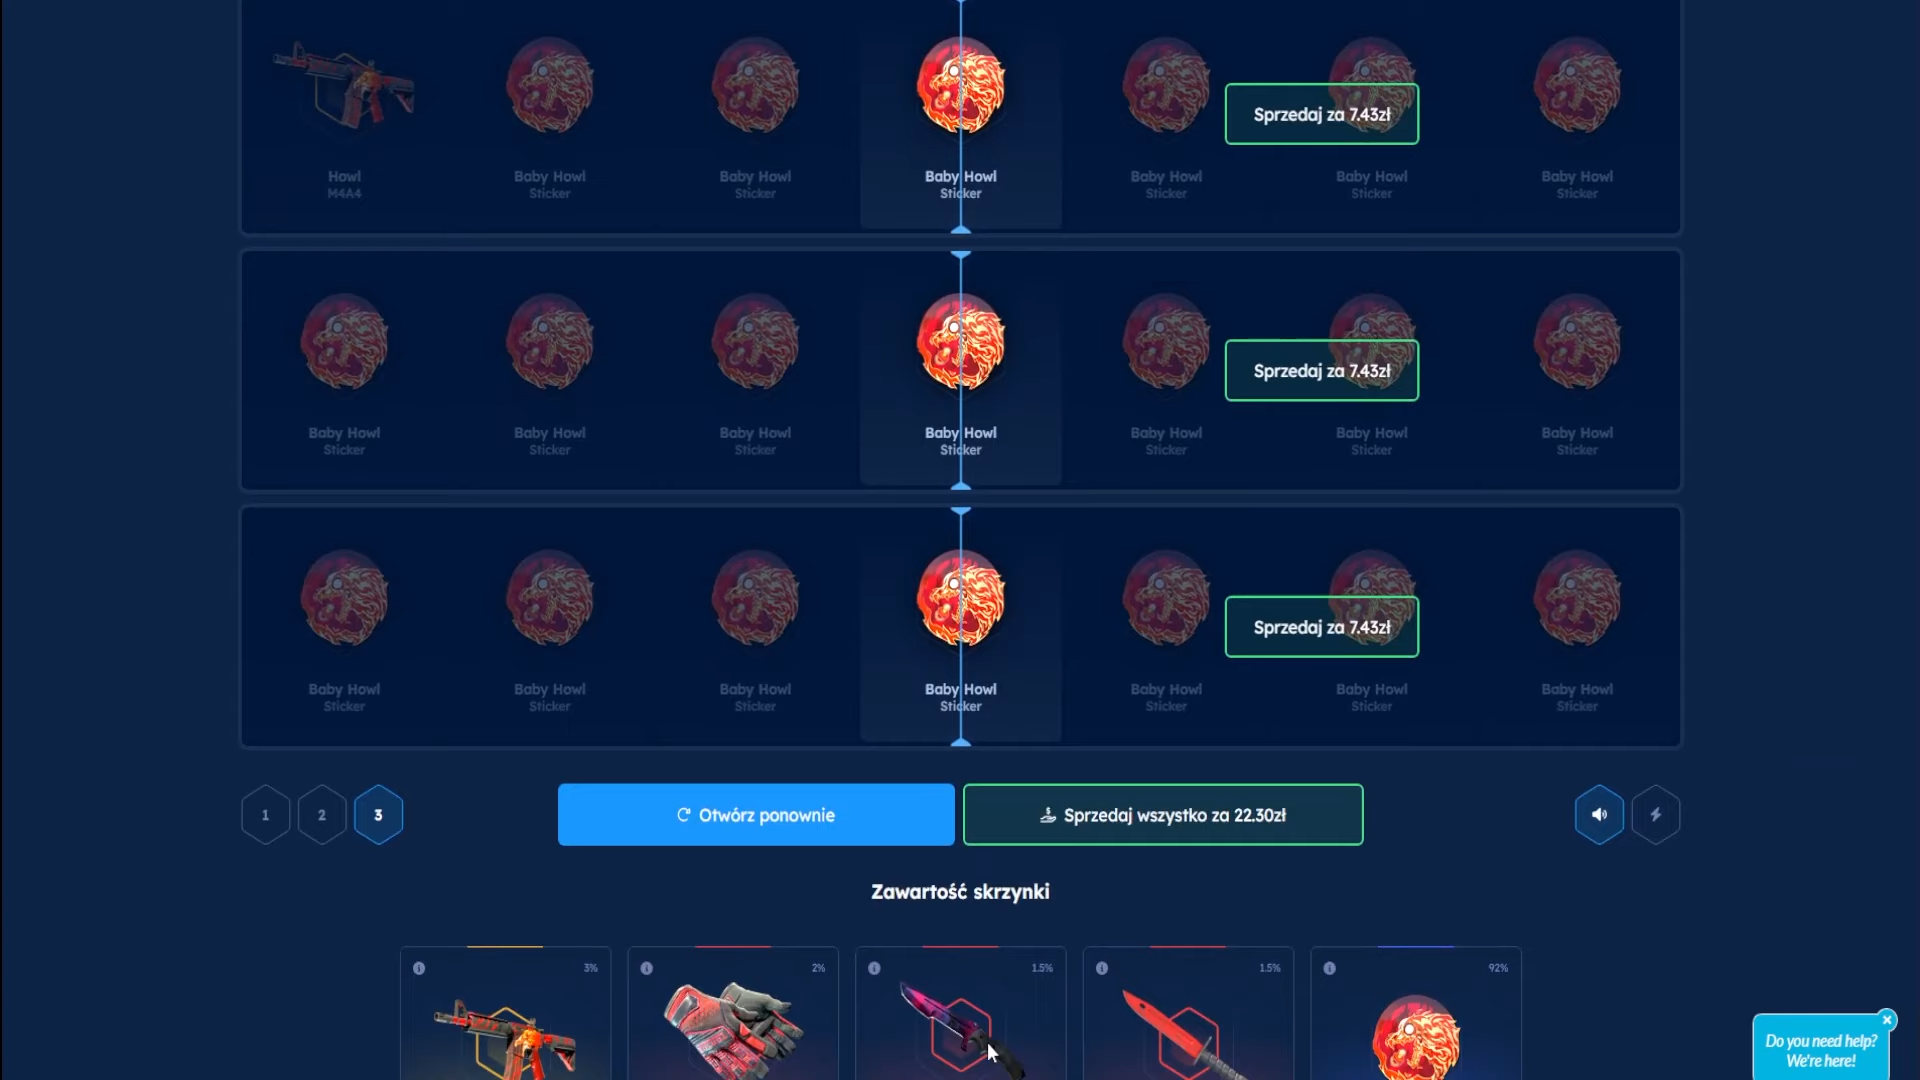 Howl
M4A4
Baby Howl
Sticker
Baby Howl
Sticker
Baby Howl
Sticker
Baby Howl
Sticker
Sprzedaj za 7.43zł
Baby Howl
Sticker
Baby Howl
Sticker
Baby Howl
Sticker
Baby Howl
Sticker
Baby Howl
Sticker
Baby Howl
Sticker
Baby Howl
Sticker
Sprzedaj za 7.43zł
Baby Howl
Sticker
Baby Howl
Sticker
Baby Howl
Sticker
Baby Howl
Sticker
Baby Howl
Sticker
Baby Howl
Sticker
Baby Howl
Sticker
Sprzedaj za 7.43zł
Baby Howl
Sticker
Baby Howl
Sticker
1
2
3
Otwórz ponownie
Sprzedaj wszystko za 22.30zł
Zawartość skrzynki
3%
2%
1.5%
1.5%
92%
Do you need help?
We're here!